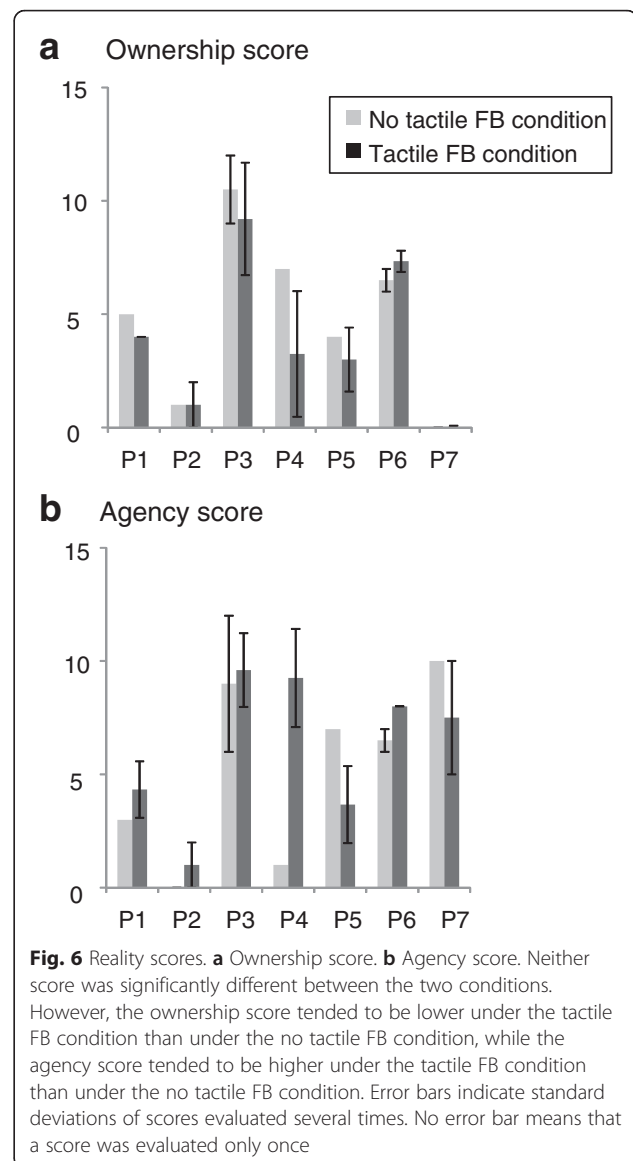 a Ownership score
15
No tactile FB condition
Tactile FB condition
10
5
0
P1 P2 P3 P4 P5 P6 P7
b Agency score
15
10
5
0
P1 P2 P3 P4 P5 P6 P7
Fig. 6 Reality scores. a Ownership score. b Agency score. Neither
score was significantly different between the two conditions.
However, the ownership score tended to be lower under the tactile
FB condition than under the no tactile FB condition, while the
agency score tended to be higher under the tactile FB condition
than under the no tactile FB condition. Error bars indicate standard
deviations of scores evaluated several times. No error bar means that
a score was evaluated only once